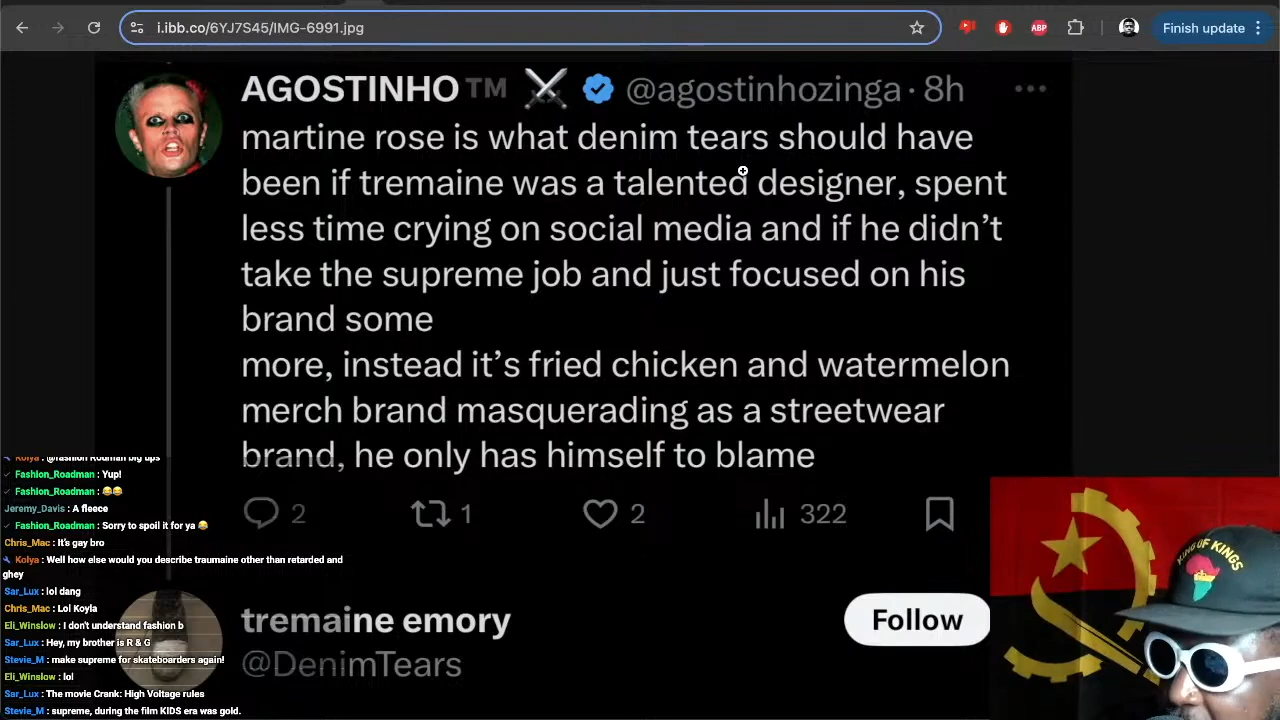 i.ibb.co/6YJ7S45/IMG-6991.jpg
ABP
Finish update
AGOSTINHO™ ⚔ @agostinhozinga · 8h
martine rose is what denim tears should have
been if tremaine was a talented designer, spent
less time crying on social media and if he didn't
take the supreme job and just focused on his
brand some
more, instead it's fried chicken and watermelon
merch brand masquerading as a streetwear
brand, he only has himself to blame
2 1 2 322
tremaine emory
@DenimTears
Follow
Kolya : @fashion Rodman big ups
Fashion_Roadman : Yup!
Fashion_Roadman : 😂😂
Jeremy_Davis : A fleece
Fashion_Roadman : Sorry to spoil it for ya 😂
Chris_Mac : It's gay bro
Kolya : Well how else would you describe traumaine other than retarded and
ghey
Sar_Lux : lol dang
Chris_Mac : Lol Koyla
Eli_Winslow : I don't understand fashion b
Sar_Lux : Hey, my brother is R & G
Stevie_M : make supreme for skateboarders again!
Eli_Winslow : lol
Sar_Lux : The movie Crank: High Voltage rules
Stevie_M : supreme, during the film KIDS era was gold.
KING OF KINGS